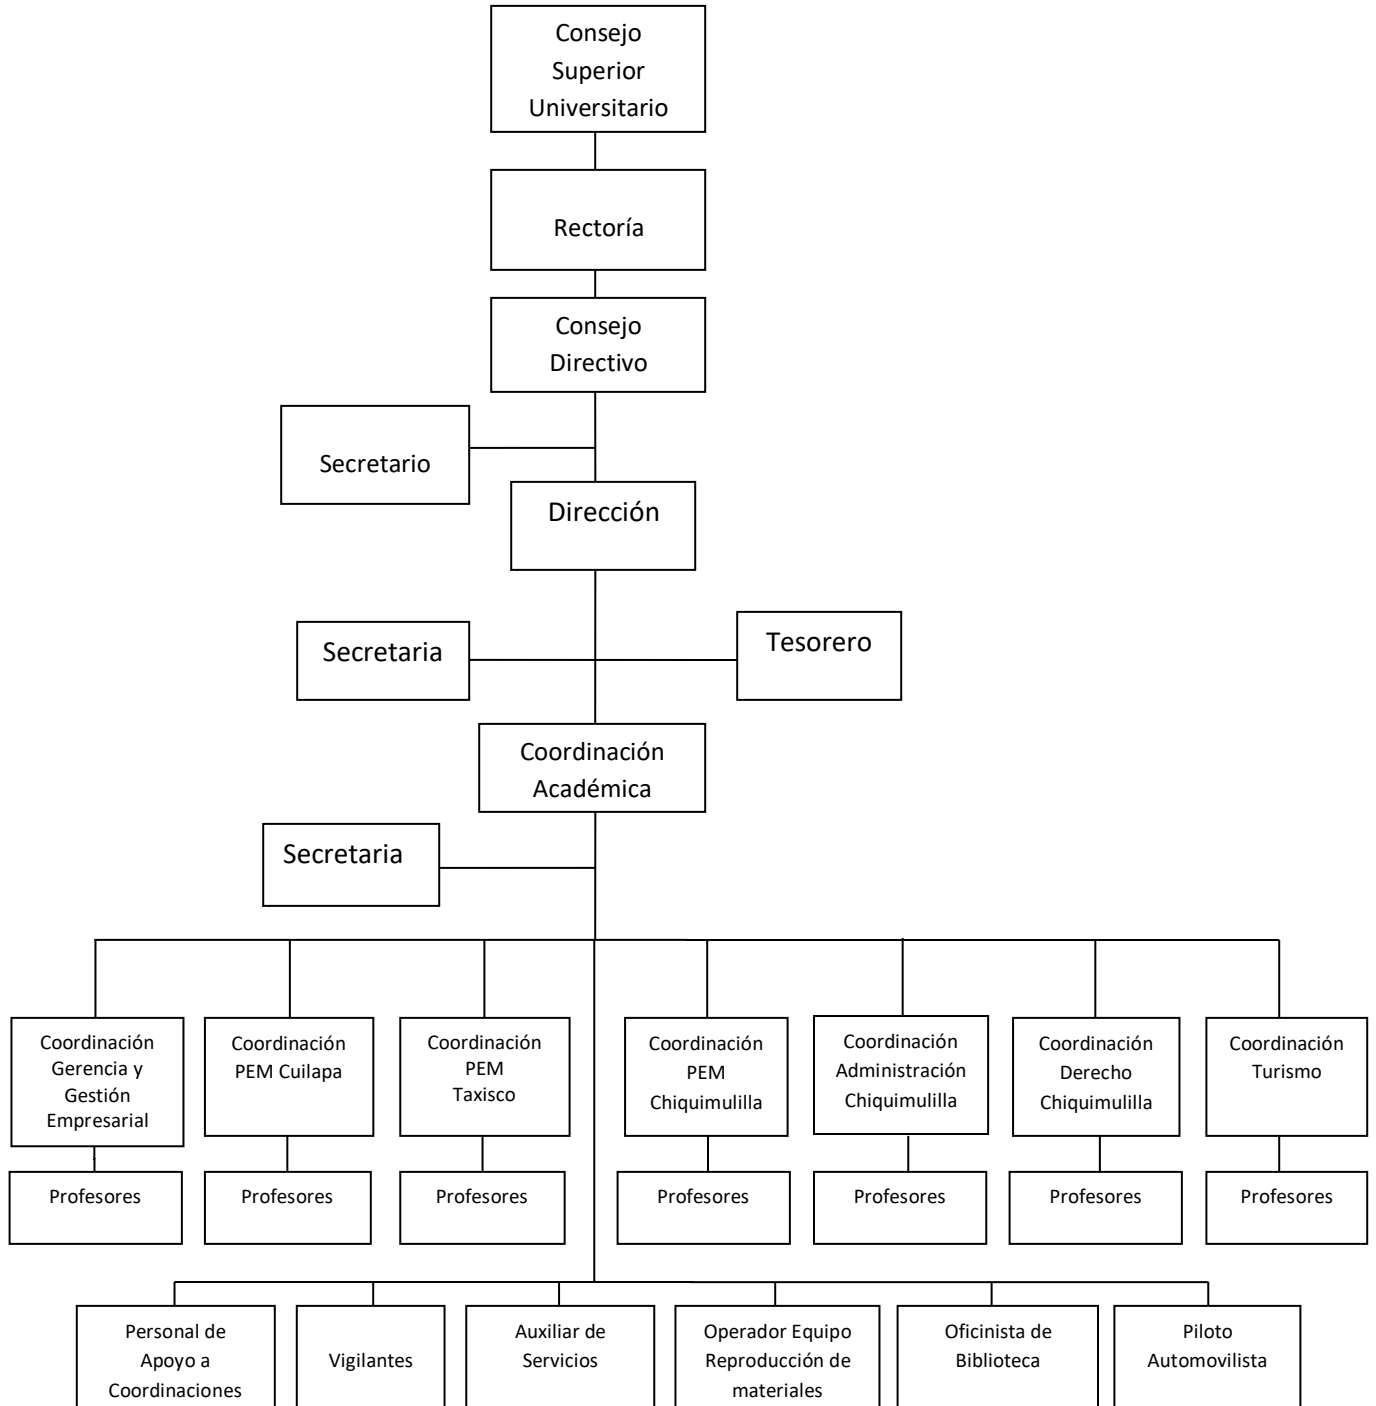 Consejo
Superior
Universitario
Rectoría
Consejo
Directivo
Secretario
Dirección
Secretaria
Tesorero
Coordinación
Académica
Secretaria
Coordinación
Gerencia y
Gestión
Empresarial
Coordinación
PEM Cuilapa
Coordinación
PEM
Taxisco
Coordinación
PEM
Chiquimulilla
Coordinación
Administración
Chiquimulilla
Coordinación
Derecho
Chiquimulilla
Coordinación
Turismo
Profesores
Profesores
Profesores
Profesores
Profesores
Profesores
Profesores
Personal de
Apoyo a
Coordinaciones
Vigilantes
Auxiliar de
Servicios
Operador Equipo
Reproducción de
materiales
Oficinista de
Biblioteca
Piloto
Automovilista